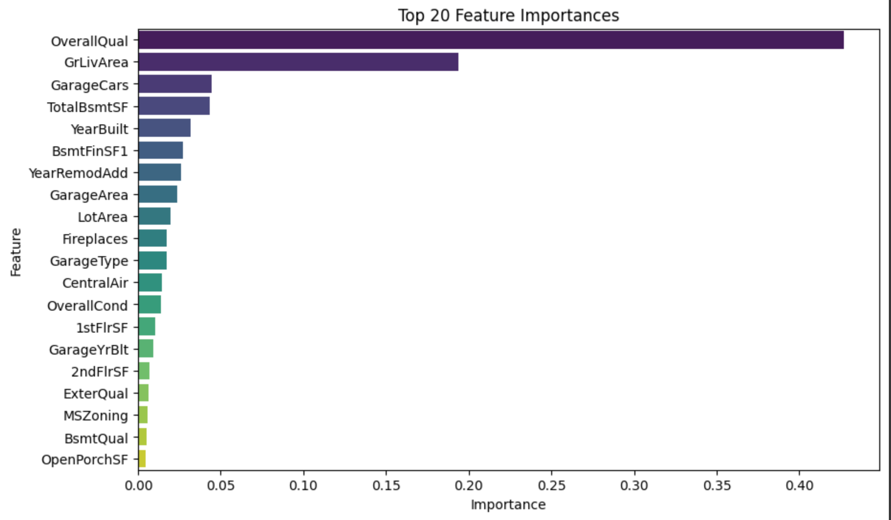 Top 20 Feature Importances
OverallQual
GrLivArea
GarageCars
TotalBsmtSF
YearBuilt
BsmtFinSF1
YearRemodAdd
GarageArea
LotArea
Fireplaces
GarageType
CentralAir
OverallCond
1stFlrSF
GarageYrBlt
2ndFlrSF
ExterQual
MSZoning
BsmtQual
OpenPorchSF
Feature
0.00 0.05 0.10 0.15 0.20 0.25 0.30 0.35 0.40
Importance